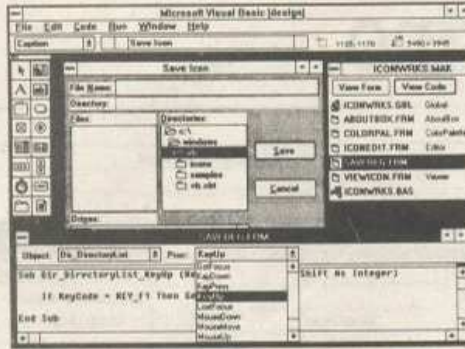 Microsoft Visual Basic [design]
File Edit Code Run Window Help
Caption Save Icon
Save Icon
File Name:
Directory:
Files: Directories:
c:\
windows
icons
samples
vb.cbt
Save
Cancel
Drives:
ICONWRKS.MAK
View Form View Code
ICONWRKS.GBL Global
ABOUTBOX.FRM AboutBox
COLORPAL.FRM ColorPalette
ICONEDIT.FRM Editor
SAVEDLG.FRM
VIEWICON.FRM Viewer
ICONWRKS.BAS
SAVEDLG.FRM
Object: Dir_DirectoryList Proc: KeyUp
Sub Dir_DirectoryList_KeyUp (Shift As Integer)
If KeyCode = KEY_F1 Then
End Sub
GotFocus
KeyDown
KeyPress
KeyUp
LostFocus
MouseDown
MouseMove
MouseUp